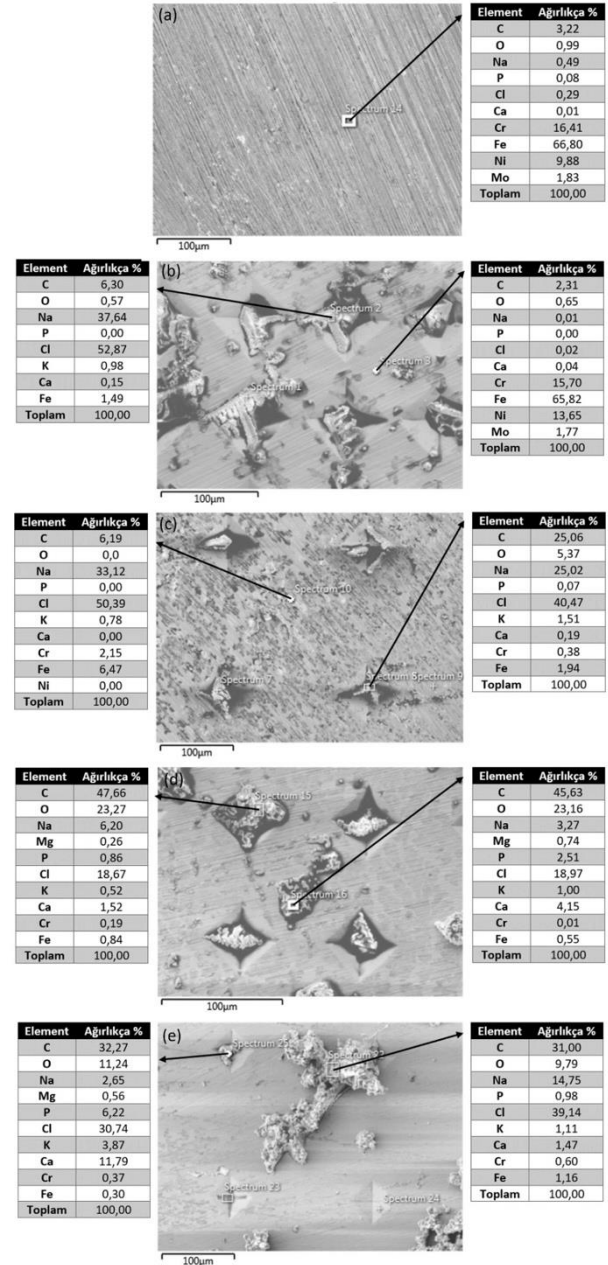 (a)
Spectrum 34
100µm
Element Ağırlıkça %
C 3,22
O 0,99
Na 0,49
P 0,08
Cl 0,29
Ca 0,01
Cr 16,41
Fe 66,80
Ni 9,88
Mo 1,83
Toplam 100,00
Element Ağırlıkça %
C 6,30
O 0,57
Na 37,64
P 0,00
Cl 52,87
K 0,98
Ca 0,15
Fe 1,49
Toplam 100,00
(b)
Spectrum 2
Spectrum 3
Spectrum 1
100µm
Element Ağırlıkça %
C 2,31
O 0,65
Na 0,01
P 0,00
Cl 0,02
Ca 0,04
Cr 15,70
Fe 65,82
Ni 13,65
Mo 1,77
Toplam 100,00
Element Ağırlıkça %
C 6,19
O 0,0
Na 33,12
P 0,00
Cl 50,39
K 0,78
Ca 0,00
Cr 2,15
Fe 6,47
Ni 0,00
Toplam 100,00
(c)
Spectrum 10
Spectrum 7
Spectrum 9
100µm
Element Ağırlıkça %
C 25,06
O 5,37
Na 25,02
P 0,07
Cl 40,47
K 1,51
Ca 0,19
Cr 0,38
Fe 1,94
Toplam 100,00
Element Ağırlıkça %
C 47,66
O 23,27
Na 6,20
Mg 0,26
P 0,86
Cl 18,67
K 0,52
Ca 1,52
Cr 0,19
Fe 0,84
Toplam 100,00
(d)
Spectrum 15
Spectrum 16
100µm
Element Ağırlıkça %
C 45,63
O 23,16
Na 3,27
Mg 0,74
P 2,51
Cl 18,97
K 1,00
Ca 4,15
Cr 0,01
Fe 0,55
Toplam 100,00
Element Ağırlıkça %
C 32,27
O 11,24
Na 2,65
Mg 0,56
P 6,22
Cl 30,74
K 3,87
Ca 11,79
Cr 0,37
Fe 0,30
Toplam 100,00
(e)
Spectrum 25
Spectrum 22
Spectrum 23
Spectrum 24
100µm
Element Ağırlıkça %
C 31,00
O 9,79
Na 14,75
P 0,98
Cl 39,14
K 1,11
Ca 1,47
Cr 0,60
Fe 1,16
Toplam 100,00